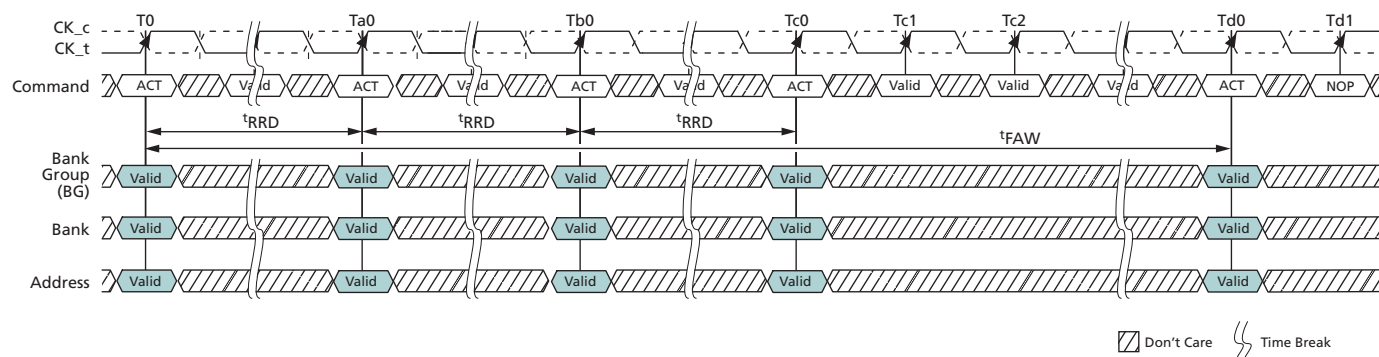 T0 Ta0 Tb0 Tc0 Tc1 Tc2 Td0 Td1
CK_c
CK_t
Command ACT Valid ACT Valid ACT Valid ACT Valid Valid Valid ACT NOP
tRRD tRRD tRRD
tFAW
Bank
Group
(BG)
Valid Valid Valid Valid Valid
Bank Valid Valid Valid Valid Valid
Address Valid Valid Valid Valid Valid
Don't Care Time Break